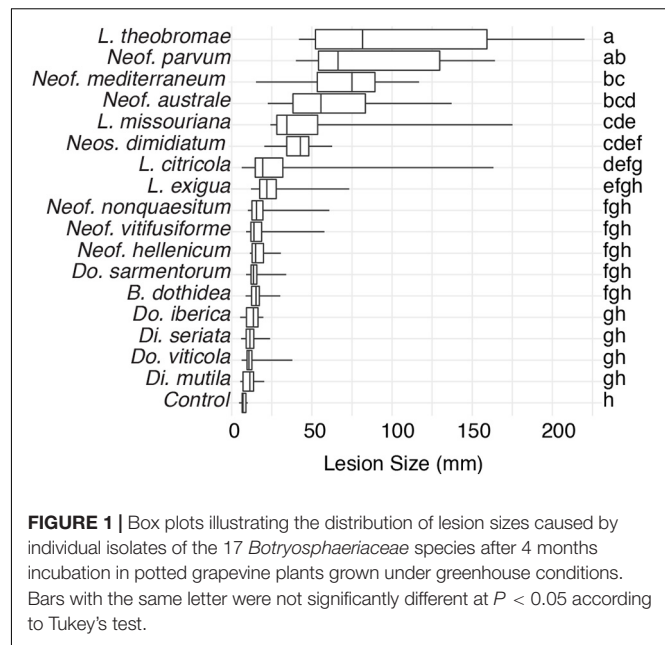 L. theobromae a
Neof. parvum ab
Neof. mediterraneum bc
Neof. australe bcd
L. missouriana cde
Neos. dimidiatum cdef
L. citricola defg
L. exigua efgh
Neof. nonquaesitum fgh
Neof. vitifusiforme fgh
Neof. hellenicum fgh
Do. sarmentorum fgh
B. dothidea fgh
Do. iberica gh
Di. seriata gh
Do. viticola gh
Di. mutila gh
Control h
0 50 100 150 200
Lesion Size (mm)
FIGURE 1 | Box plots illustrating the distribution of lesion sizes caused by
individual isolates of the 17 Botryosphaeriaceae species after 4 months
incubation in potted grapevine plants grown under greenhouse conditions.
Bars with the same letter were not significantly different at P < 0.05 according
to Tukey's test.